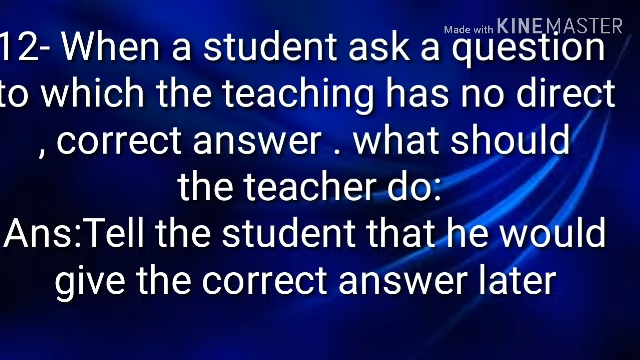 Made with KINEMASTER
12- When a student ask a question
to which the teaching has no direct
, correct answer . what should
the teacher do:
Ans:Tell the student that he would
give the correct answer later